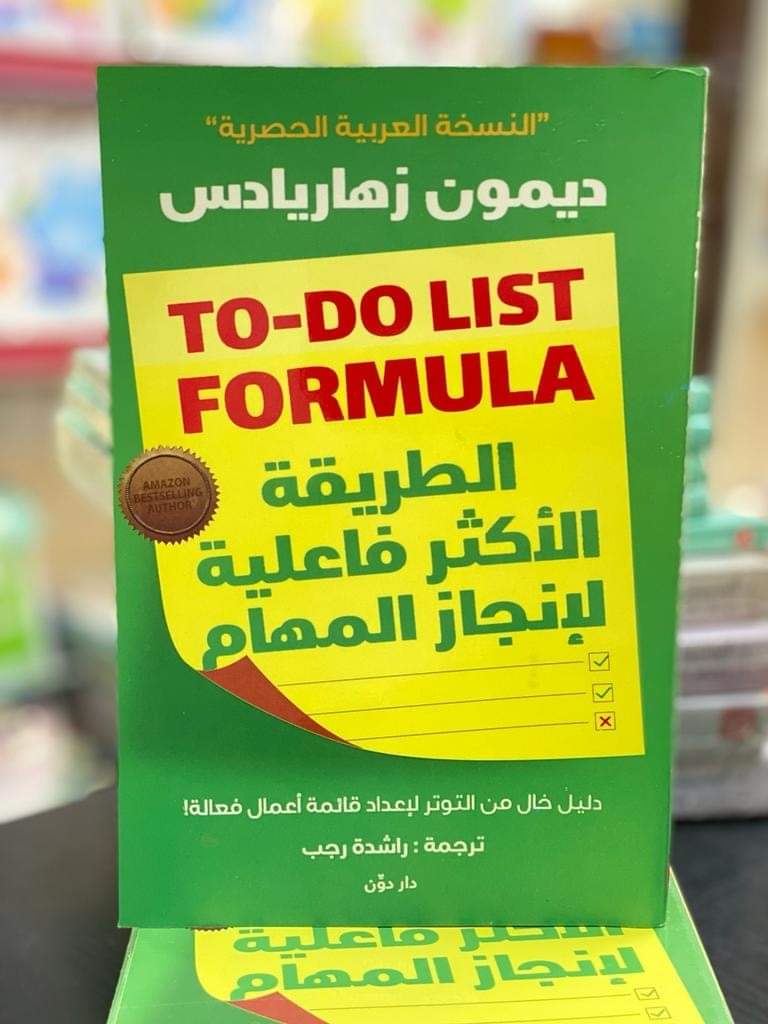 "النسخة العربية الحصرية"
ديمون زهاريادس
TO-DO LIST
FORMULA
الطريقة
الأكثر فاعلية
لإنجاز المهام
AMAZON
BESTSELLING
AUTHOR
دليل خال من التوتر لإعداد قائمة أعمال فعالة!
ترجمة : راشدة رجب
دار دوِّن
الأكثر فاعلية
لإنجاز المهام